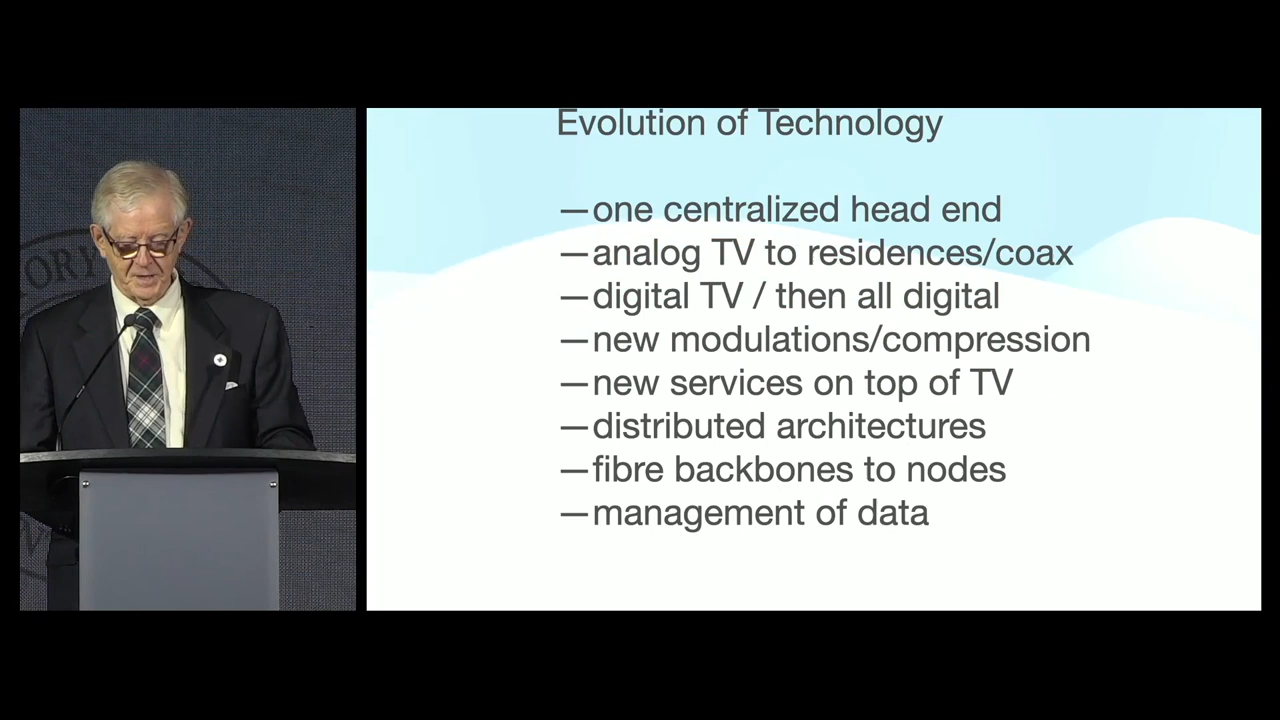 Evolution of Technology
—one centralized head end
—analog TV to residences/coax
—digital TV / then all digital
—new modulations/compression
—new services on top of TV
—distributed architectures
—fibre backbones to nodes
—management of data